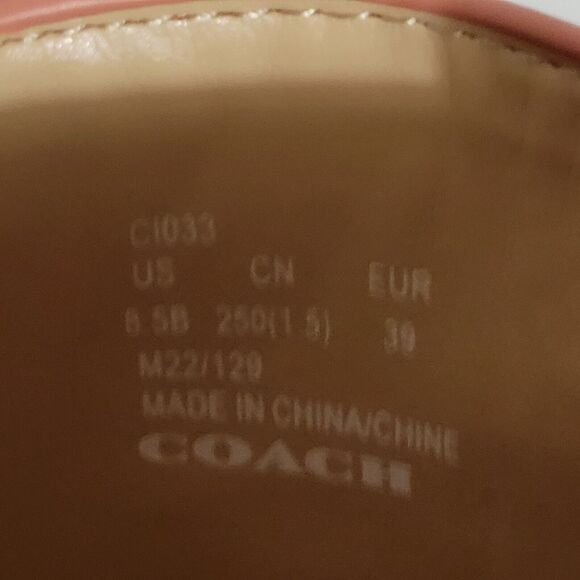 CI033
US CN EUR
8.5B 250(1.5) 39
M22/129
MADE IN CHINA/CHINE
COACH